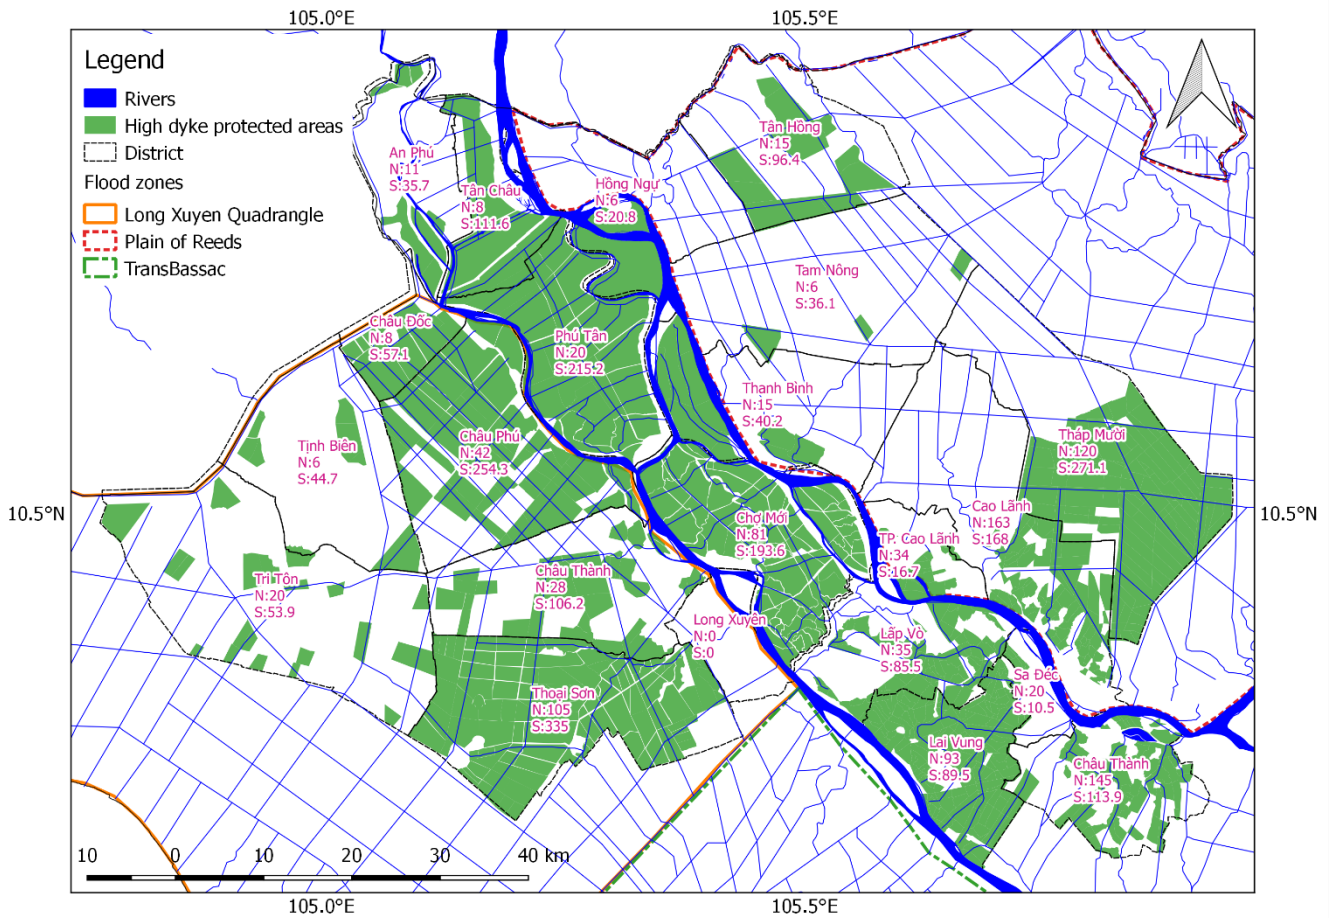 105.0°E
105.5°E
Legend
Rivers
High dyke protected areas
District
Flood zones
Long Xuyen Quadrangle
Plain of Reeds
TransBassac
An Phú
N:11
S:35.7
Tân Châu
N:8
S:111.6
Hồng Ngự
N:6
S:20.8
Tân Hồng
N:15
S:96.4
Tam Nông
N:6
S:36.1
Châu Đốc
N:8
S:57.1
Phú Tân
N:20
S:215.2
Thanh Bình
N:15
S:40.2
Tịnh Biên
N:6
S:44.7
Châu Phú
N:42
S:254.3
Tháp Mười
N:120
S:271.1
10.5°N
10.5°N
Chợ Mới
N:81
S:193.6
Cao Lãnh
N:163
S:168
TP. Cao Lãnh
N:34
S:16.7
Tri Tôn
N:20
S:53.9
Châu Thành
N:28
S:106.2
Long Xuyên
N:0
S:0
Lấp Vò
N:35
S:85.5
Sa Đéc
N:20
S:10.5
Thoại Sơn
N:105
S:335
Lai Vung
N:93
S:89.5
Châu Thành
N:145
S:113.9
10 0 10 20 30 40 km
105.0°E
105.5°E